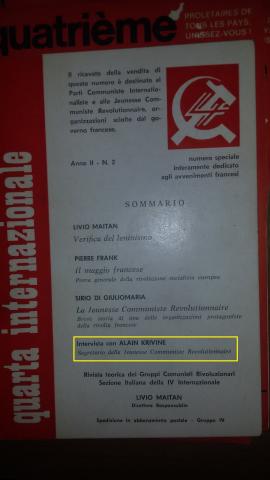 quatrième
PROLETAIRES DE
TOUS LES PAYS,
UNISSEZ-VOUS!
Il ricavato della vendita di
questo numero è destinato al
Parti Communiste Internatio-
naliste e alla Jeunesse Com-
muniste Revolutionnaire, or-
ganizzazioni sciolte dal go-
verno francese.
Anno II - N. 2
numero speciale
interamente dedicato
agli avvenimenti francesi
quarta internazionale
SOMMARIO
LIVIO MAITAN
Verifica del leninismo
PIERRE FRANK
Il maggio francese
Prova generale della rivoluzione socialista europea
SIRIO DI GIULIOMARIA
La Jeunesse Communiste Revolutionnaire
Breve storia di una delle organizzazioni protagoniste
della rivolta francese
Intervista con ALAIN KRIVINE
Segretario della Jeunesse Communiste Revolutionnaire
Rivista teorica dei Gruppi Comunisti Rivoluzionari
Sezione Italiana della IV Internazionale
LIVIO MAITAN
Direttore Responsabile
Spedizione in abbonamento postale - Gruppo IV